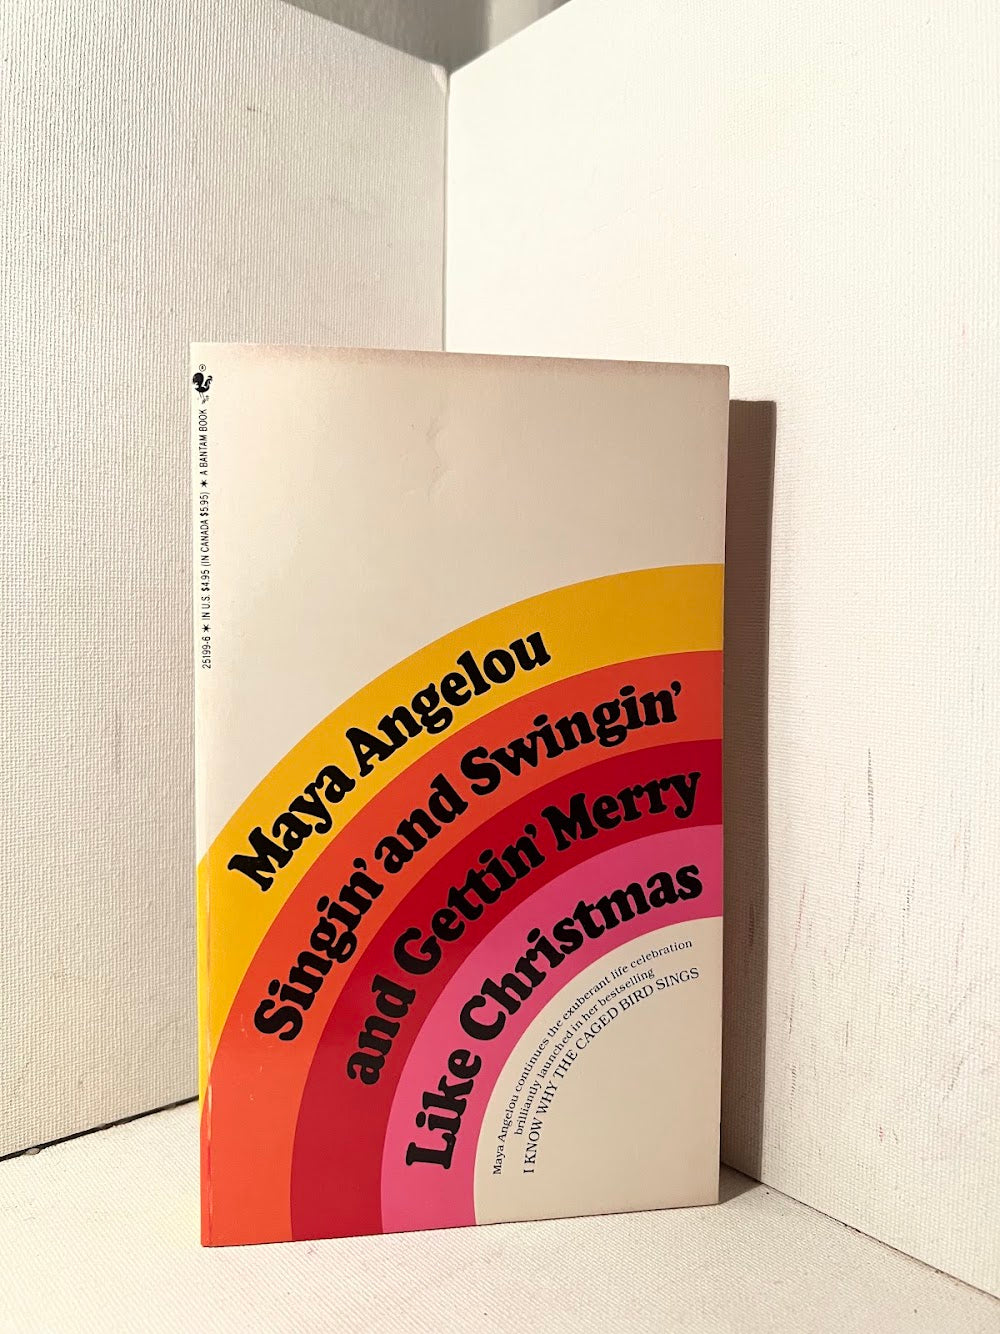 25199-6 * IN U.S. $4.95 (IN CANADA $5.95) * A BANTAM BOOK
Maya Angelou
Singin' and Swingin'
and Gettin' Merry
Like Christmas
Maya Angelou continues the exuberant life celebration
brilliantly launched in her bestselling
I KNOW WHY THE CAGED BIRD SINGS